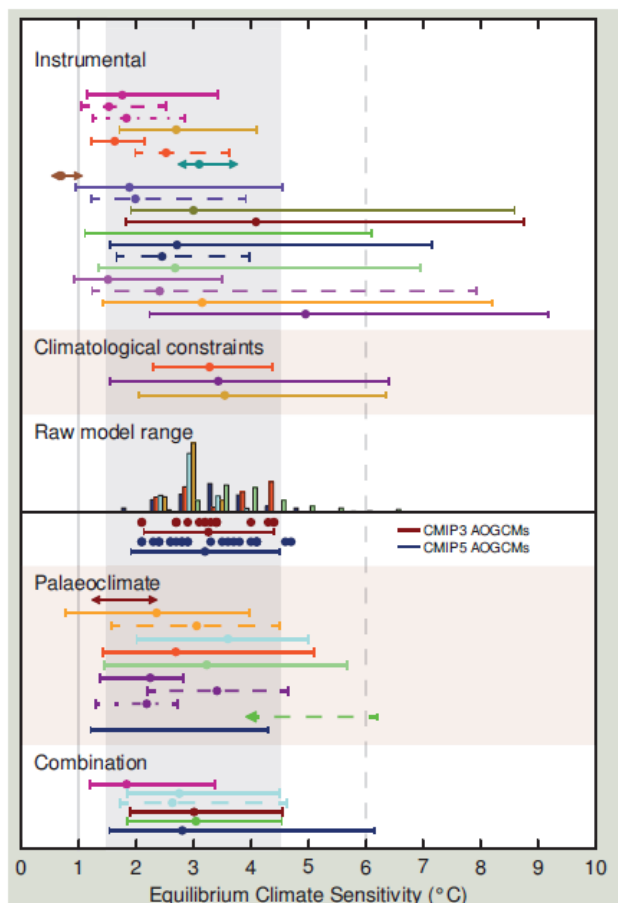 Instrumental
Climatological constraints
Raw model range
CMIP3 AOGCMs
CMIP5 AOGCMs
Palaeoclimate
Combination
0 1 2 3 4 5 6 7 8 9 10
Equilibrium Climate Sensitivity (°C)